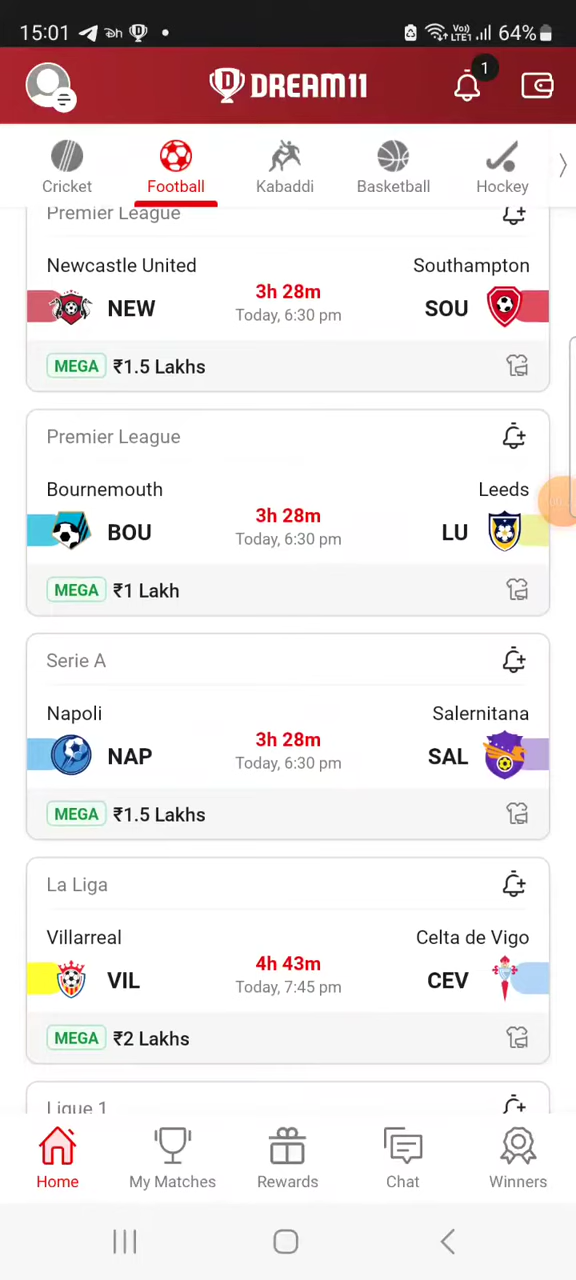 15:01 Dh Vo) LTE1 64%
1
DREAM11
Cricket Football Kabaddi Basketball Hockey
Premier League
Newcastle United Southampton
3h 28m
NEW SOU
Today, 6:30 pm
MEGA ₹1.5 Lakhs
Premier League
Bournemouth Leeds
3h 28m
BOU LU
Today, 6:30 pm
MEGA ₹1 Lakh
Serie A
Napoli Salernitana
3h 28m
NAP SAL
Today, 6:30 pm
MEGA ₹1.5 Lakhs
La Liga
Villarreal Celta de Vigo
4h 43m
VIL CEV
Today, 7:45 pm
MEGA ₹2 Lakhs
Ligue 1
Home My Matches Rewards Chat Winners